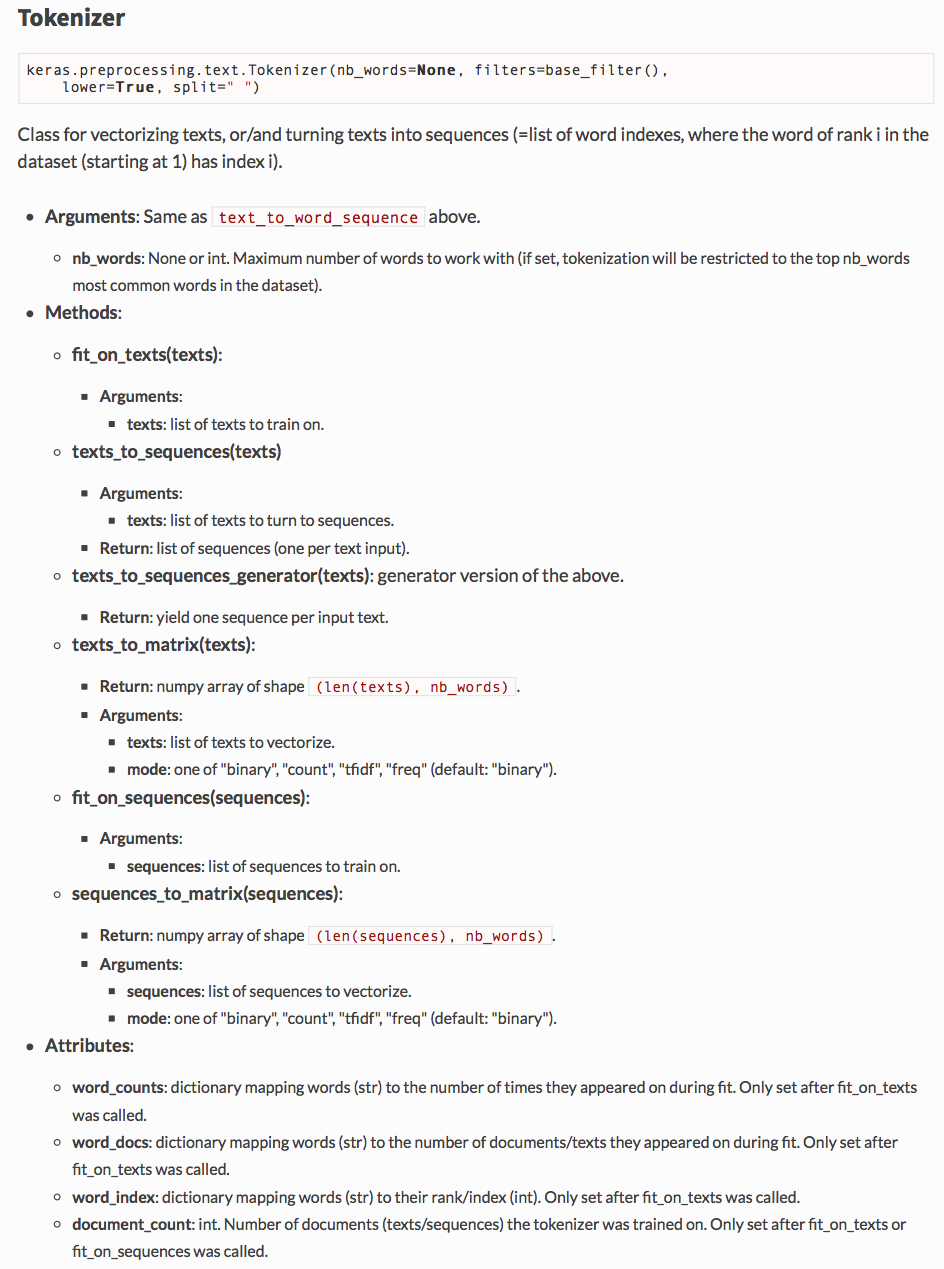 Tokenizer
keras.preprocessing.text.Tokenizer(nb_words=None, filters=base_filter(),
lower=True, split=" ")
Class for vectorizing texts, or/and turning texts into sequences (=list of word indexes, where the word of rank i in the
dataset (starting at 1) has index i).
• Arguments: Same as text_to_word_sequence above.
◦ nb_words: None or int. Maximum number of words to work with (if set, tokenization will be restricted to the top nb_words
most common words in the dataset).
• Methods:
◦ fit_on_texts(texts):
▪ Arguments:
▪ texts: list of texts to train on.
◦ texts_to_sequences(texts)
▪ Arguments:
▪ texts: list of texts to turn to sequences.
▪ Return: list of sequences (one per text input).
◦ texts_to_sequences_generator(texts): generator version of the above.
▪ Return: yield one sequence per input text.
◦ texts_to_matrix(texts):
▪ Return: numpy array of shape (len(texts), nb_words).
▪ Arguments:
▪ texts: list of texts to vectorize.
▪ mode: one of "binary", "count", "tfidf", "freq" (default: "binary").
◦ fit_on_sequences(sequences):
▪ Arguments:
▪ sequences: list of sequences to train on.
◦ sequences_to_matrix(sequences):
▪ Return: numpy array of shape (len(sequences), nb_words).
▪ Arguments:
▪ sequences: list of sequences to vectorize.
▪ mode: one of "binary", "count", "tfidf", "freq" (default: "binary").
• Attributes:
◦ word_counts: dictionary mapping words (str) to the number of times they appeared on during fit. Only set after fit_on_texts
was called.
◦ word_docs: dictionary mapping words (str) to the number of documents/texts they appeared on during fit. Only set after
fit_on_texts was called.
◦ word_index: dictionary mapping words (str) to their rank/index (int). Only set after fit_on_texts was called.
◦ document_count: int. Number of documents (texts/sequences) the tokenizer was trained on. Only set after fit_on_texts or
fit_on_sequences was called.